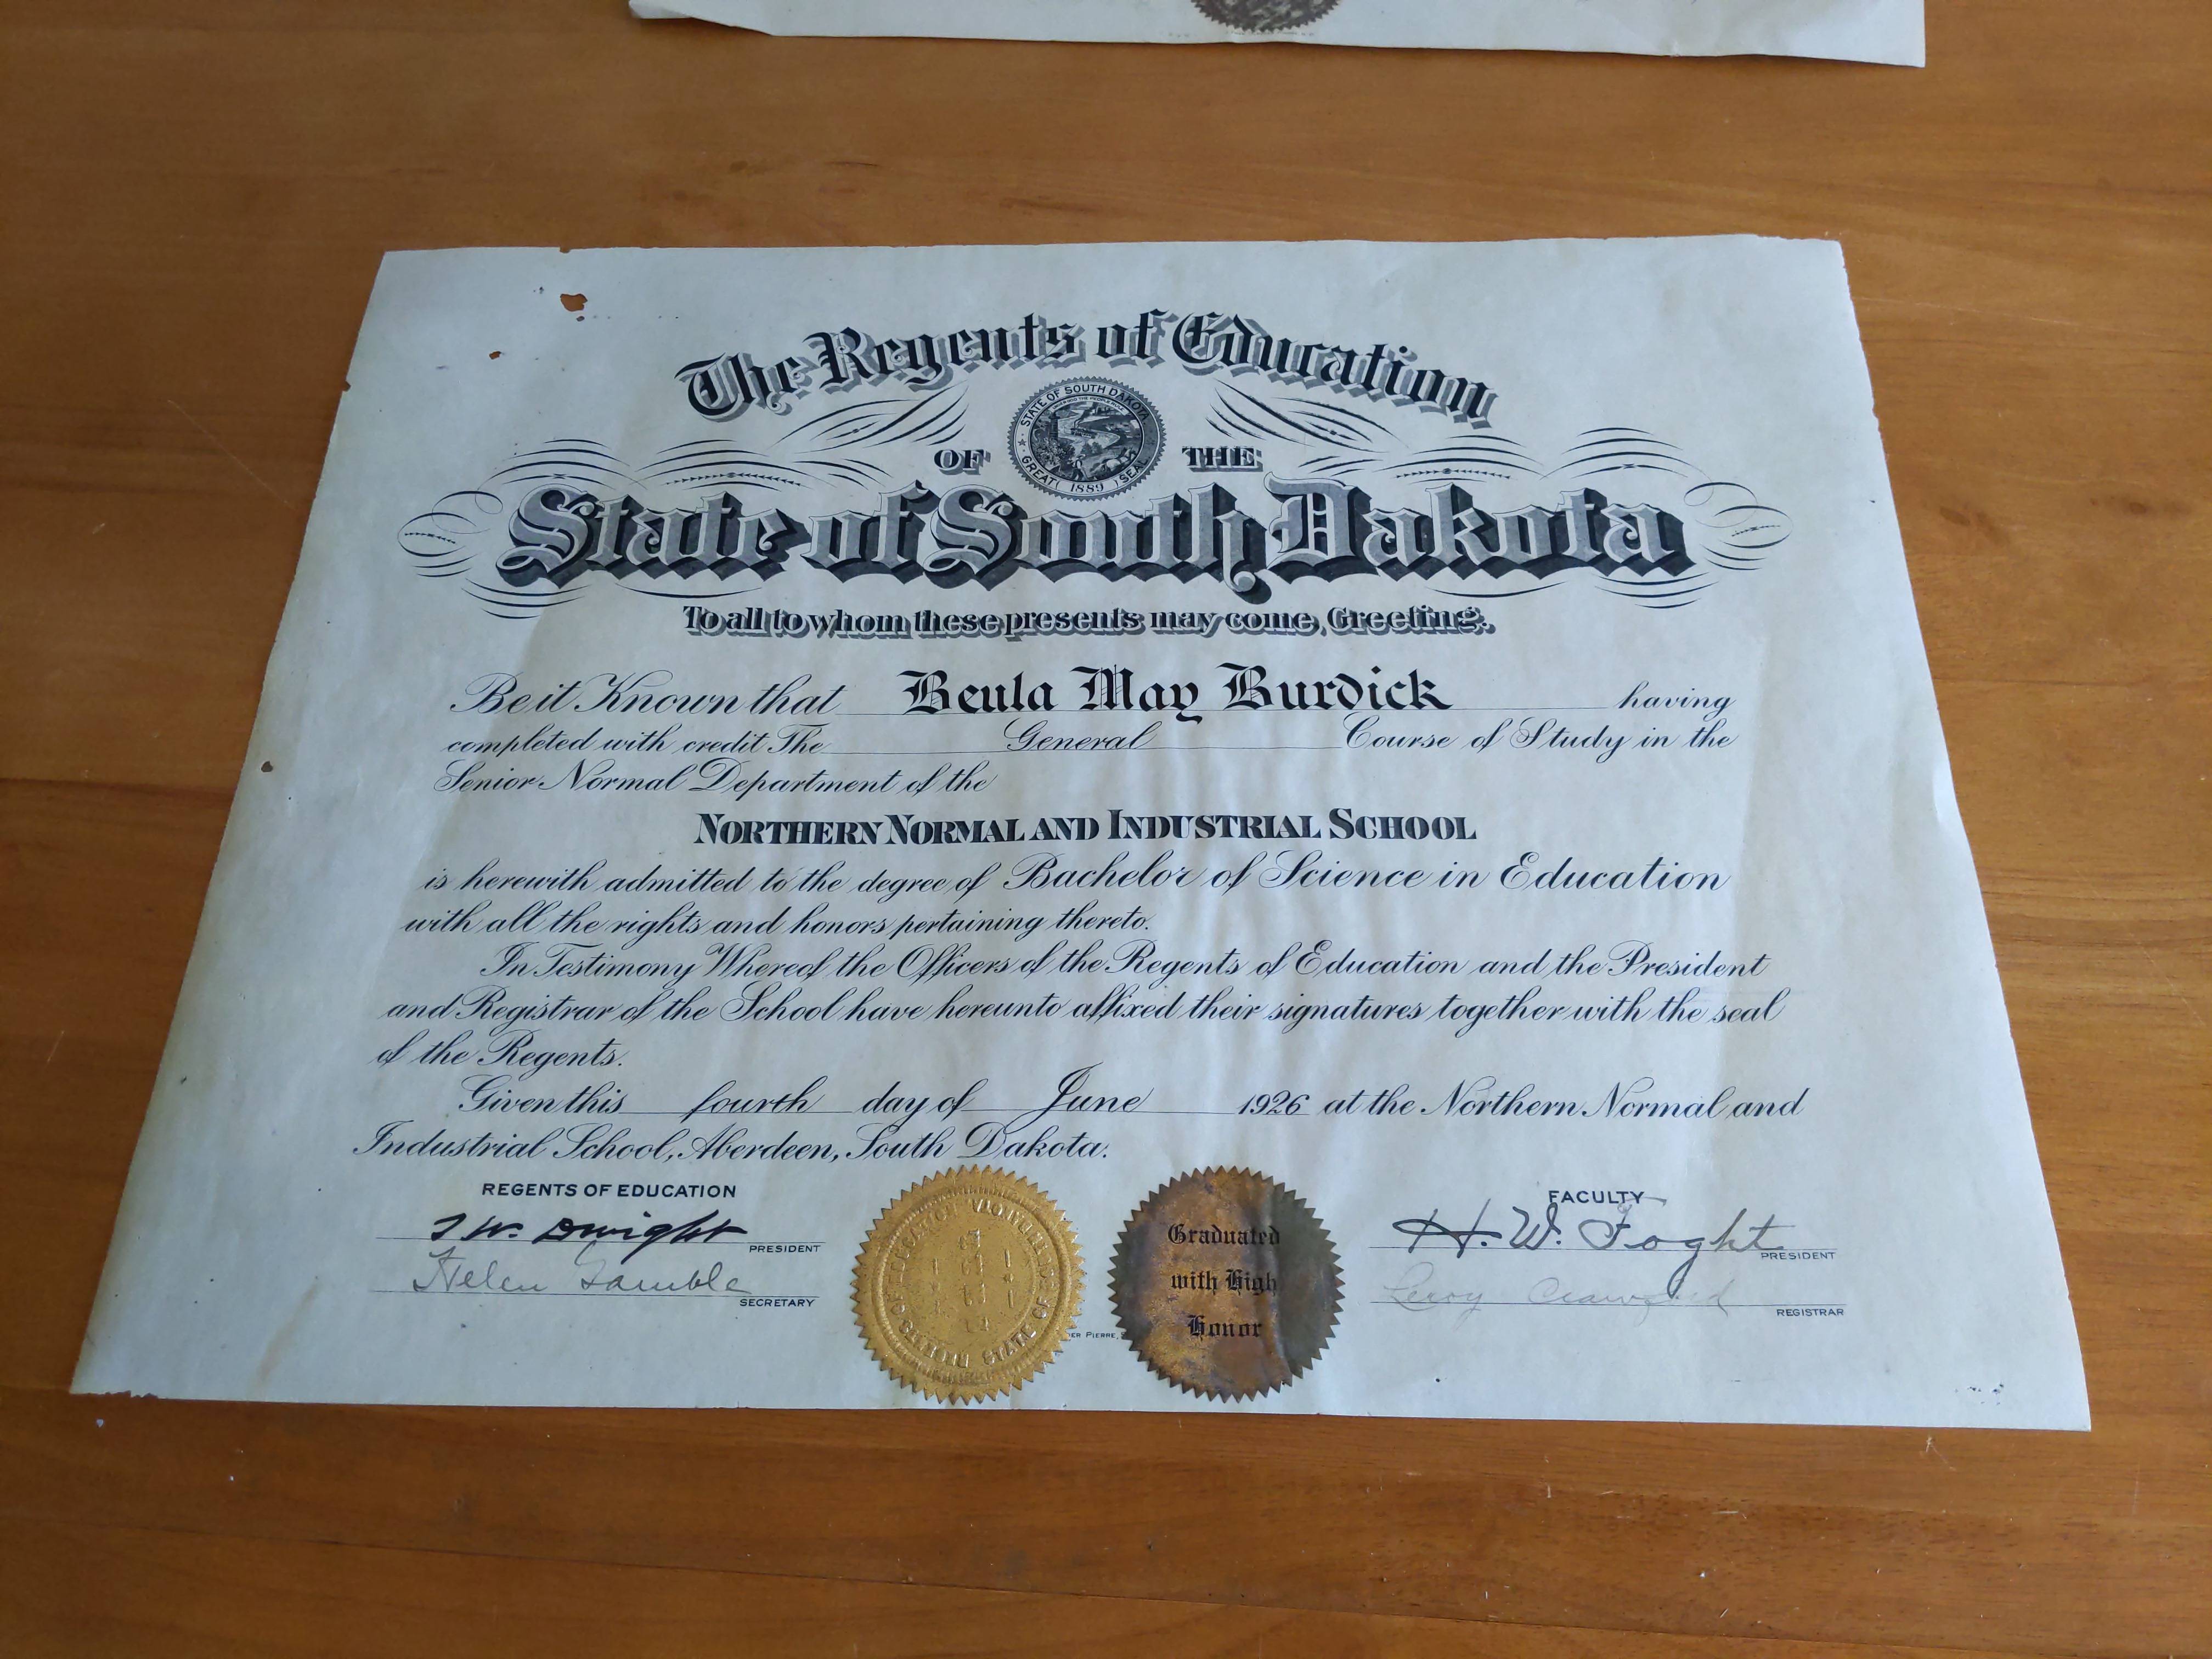 The Regents of Education
STATE OF SOUTH DAKOTA
GREAT SEAL
1889
OF THE
State of South Dakota
To all to whom these presents may come, Greeting.
Be it Known that Beula May Burdick having
completed with credit The General Course of Study in the
Senior Normal Department of the
NORTHERN NORMAL AND INDUSTRIAL SCHOOL
is herewith admitted to the degree of Bachelor of Science in Education
with all the rights and honors pertaining thereto.
In Testimony Whereof the Officers of the Regents of Education and the President
and Registrar of the School have hereunto affixed their signatures together with the seal
of the Regents.
Given this fourth day of June 1926 at the Northern Normal and
Industrial School, Aberdeen, South Dakota.
REGENTS OF EDUCATION
T W. Dwight
PRESIDENT
Helen Gamble
SECRETARY
STATE OF
Graduated
with High
Honor
PIERRE,
FACULTY
H. W. Foght
PRESIDENT
Leroy Crawford
REGISTRAR